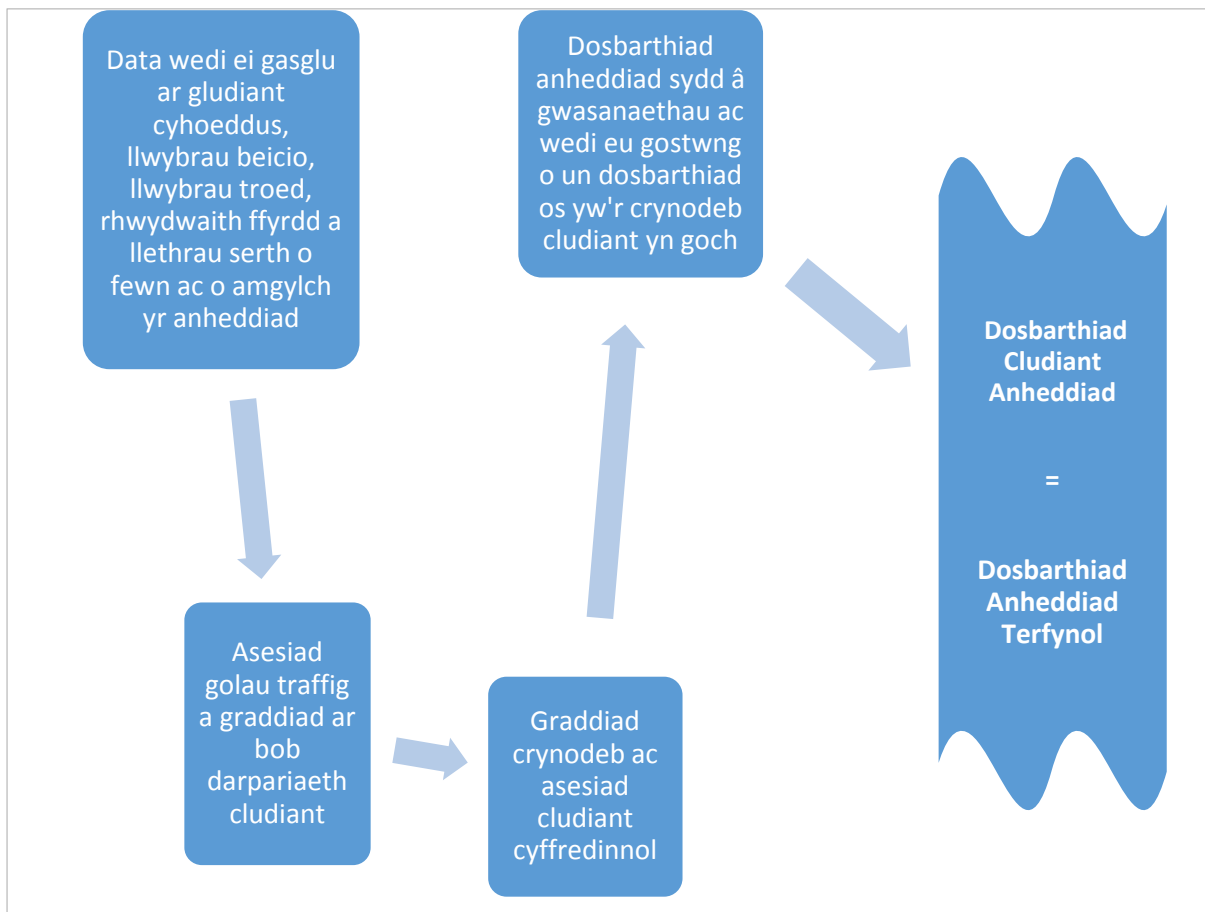 Data wedi ei gasglu
ar gludiant
cyhoeddus,
llwybrau beicio,
llwybrau troed,
rhwydwaith ffyrdd a
llethrau serth o
fewn ac o amgylch
yr anheddiad
Asesiad
golau traffig
a graddiad ar
bob
darpariaeth
cludiant
Graddiad
crynodeb ac
asesiad
cludiant
cyffredinnol
Dosbarthiad
anheddiad sydd â
gwasanaethau ac
wedi eu gostwng
o un dosbarthiad
os yw'r crynodeb
cludiant yn goch
Dosbarthiad
Cludiant
Anheddiad
=
Dosbarthiad
Anheddiad
Terfynol